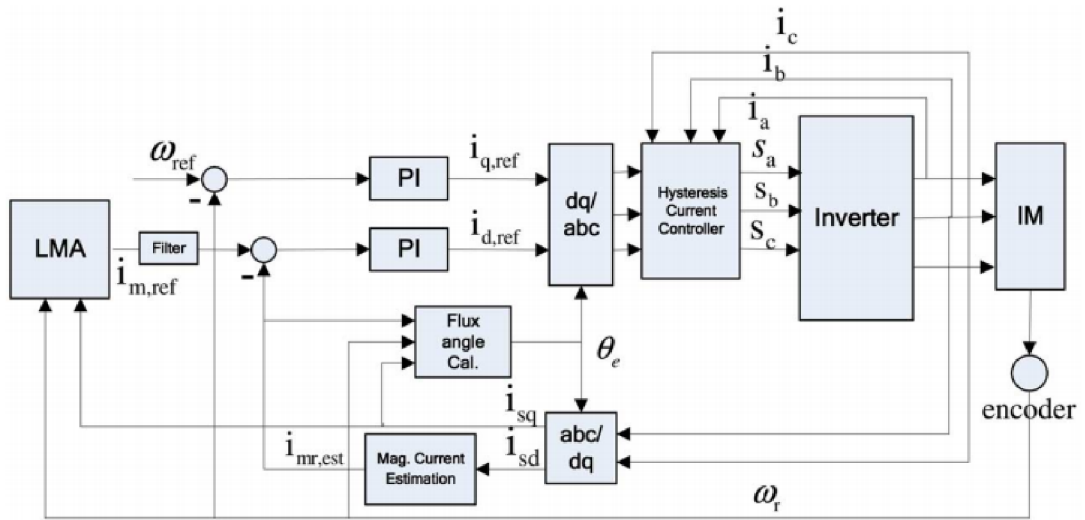 i_c
i_b
i_a
ω_ref
-
PI
i_q,ref
dq/
abc
Hysteresis
Current
Controller
s_a
s_b
S_c
Inverter
IM
LMA
i_m,ref
Filter
-
PI
i_d,ref
Flux
angle
Cal.
θ_e
encoder
i_sq
i_sd
abc/
dq
i_mr,est
Mag. Current
Estimation
ω_r